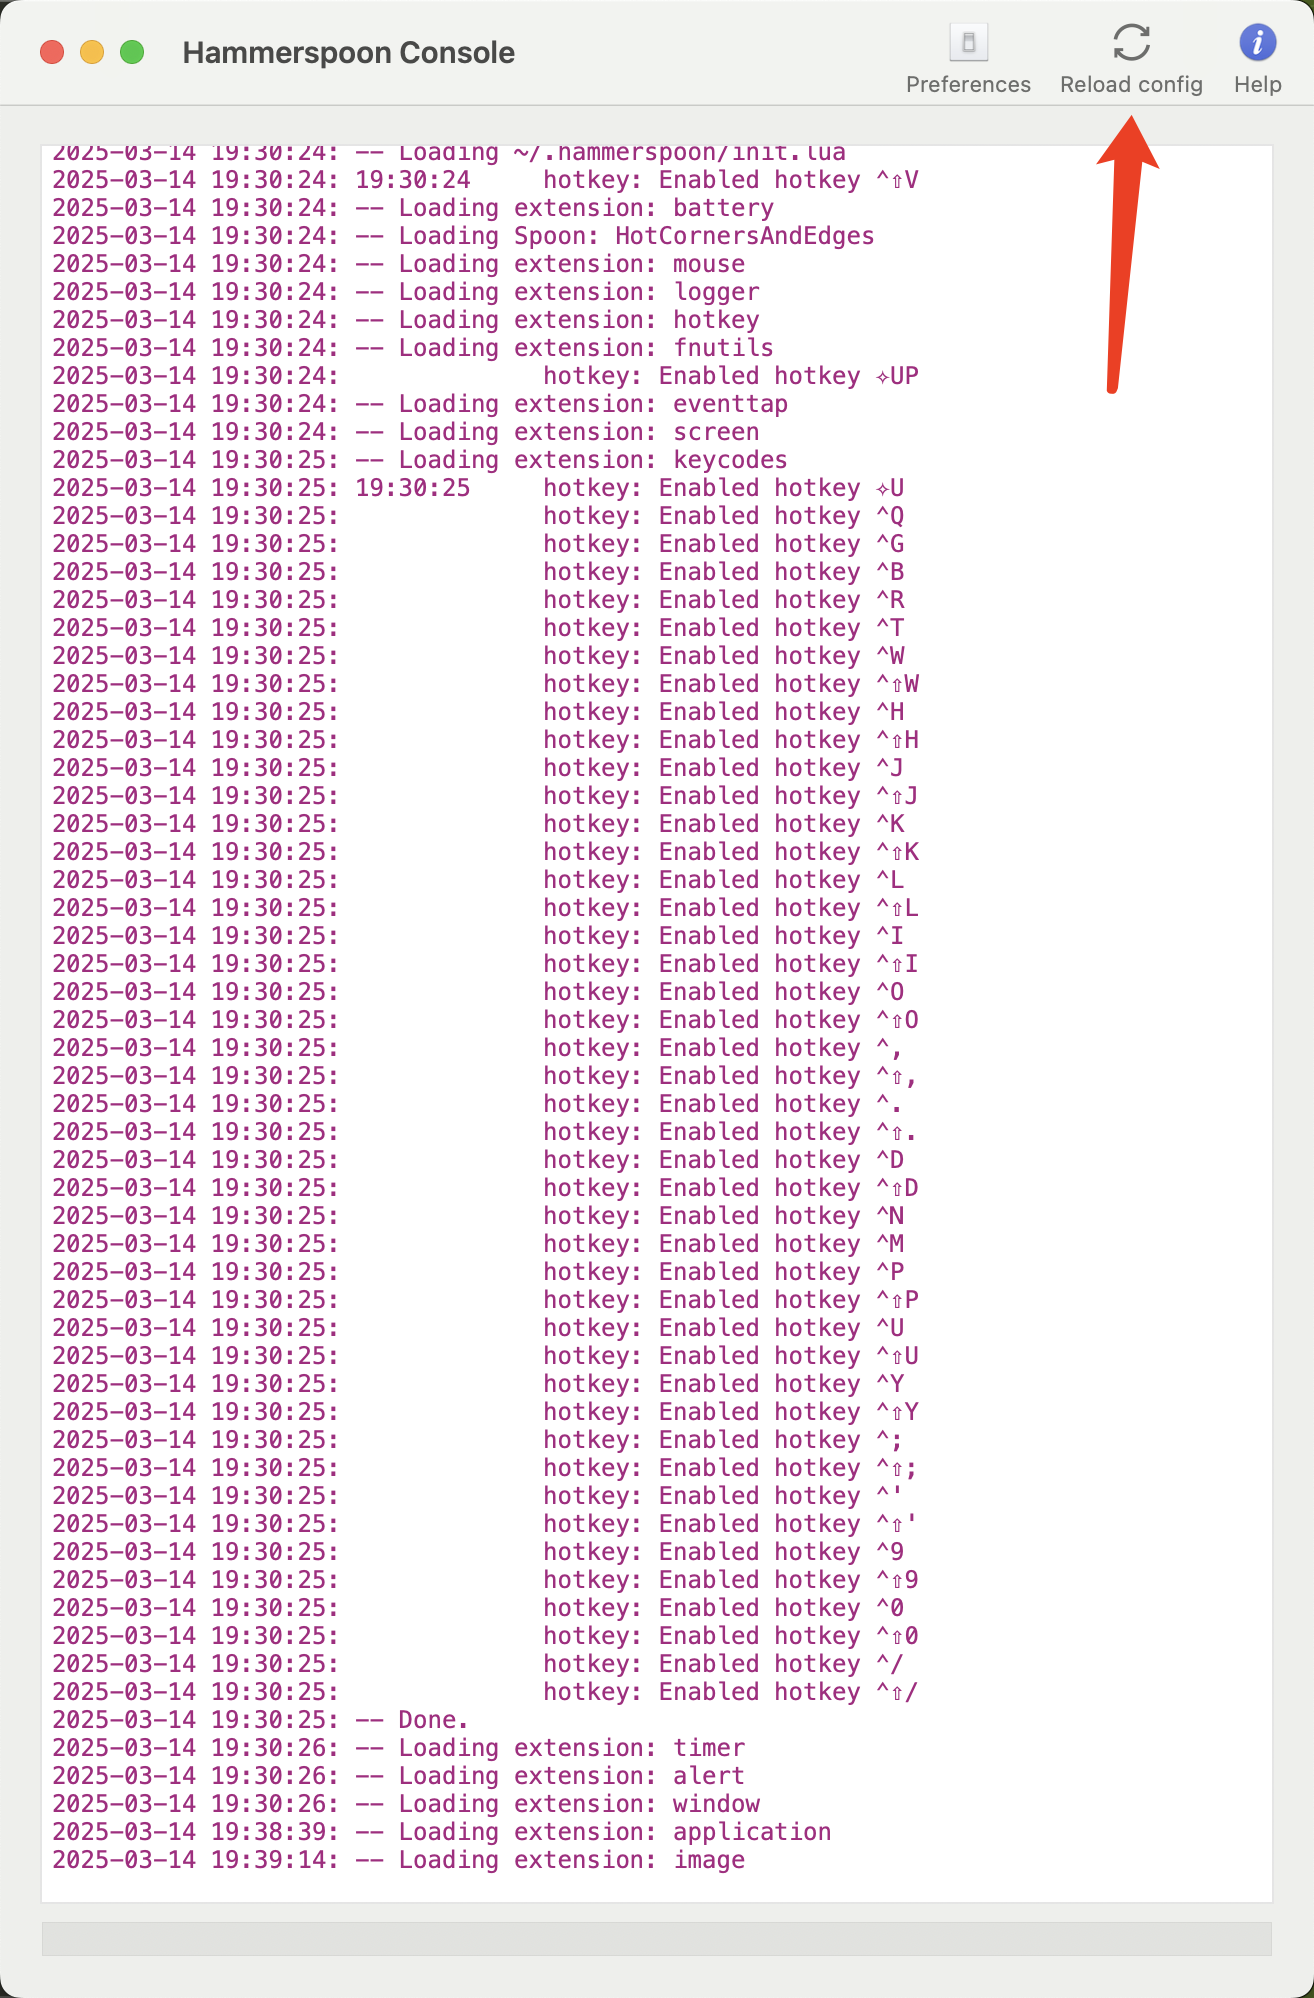 Hammerspoon Console
Preferences
Reload config
Help
2025-03-14 19:30:24: -- Loading ~/.hammerspoon/init.lua
2025-03-14 19:30:24: 19:30:24     hotkey: Enabled hotkey ⌃⇧V
2025-03-14 19:30:24: -- Loading extension: battery
2025-03-14 19:30:24: -- Loading Spoon: HotCornersAndEdges
2025-03-14 19:30:24: -- Loading extension: mouse
2025-03-14 19:30:24: -- Loading extension: logger
2025-03-14 19:30:24: -- Loading extension: hotkey
2025-03-14 19:30:24: -- Loading extension: fnutils
2025-03-14 19:30:24:              hotkey: Enabled hotkey ✧UP
2025-03-14 19:30:24: -- Loading extension: eventtap
2025-03-14 19:30:24: -- Loading extension: screen
2025-03-14 19:30:25: -- Loading extension: keycodes
2025-03-14 19:30:25: 19:30:25     hotkey: Enabled hotkey ✧U
2025-03-14 19:30:25:              hotkey: Enabled hotkey ⌃Q
2025-03-14 19:30:25:              hotkey: Enabled hotkey ⌃G
2025-03-14 19:30:25:              hotkey: Enabled hotkey ⌃B
2025-03-14 19:30:25:              hotkey: Enabled hotkey ⌃R
2025-03-14 19:30:25:              hotkey: Enabled hotkey ⌃T
2025-03-14 19:30:25:              hotkey: Enabled hotkey ⌃W
2025-03-14 19:30:25:              hotkey: Enabled hotkey ⌃⇧W
2025-03-14 19:30:25:              hotkey: Enabled hotkey ⌃H
2025-03-14 19:30:25:              hotkey: Enabled hotkey ⌃⇧H
2025-03-14 19:30:25:              hotkey: Enabled hotkey ⌃J
2025-03-14 19:30:25:              hotkey: Enabled hotkey ⌃⇧J
2025-03-14 19:30:25:              hotkey: Enabled hotkey ⌃K
2025-03-14 19:30:25:              hotkey: Enabled hotkey ⌃⇧K
2025-03-14 19:30:25:              hotkey: Enabled hotkey ⌃L
2025-03-14 19:30:25:              hotkey: Enabled hotkey ⌃⇧L
2025-03-14 19:30:25:              hotkey: Enabled hotkey ⌃I
2025-03-14 19:30:25:              hotkey: Enabled hotkey ⌃⇧I
2025-03-14 19:30:25:              hotkey: Enabled hotkey ⌃O
2025-03-14 19:30:25:              hotkey: Enabled hotkey ⌃⇧O
2025-03-14 19:30:25:              hotkey: Enabled hotkey ⌃,
2025-03-14 19:30:25:              hotkey: Enabled hotkey ⌃⇧,
2025-03-14 19:30:25:              hotkey: Enabled hotkey ⌃.
2025-03-14 19:30:25:              hotkey: Enabled hotkey ⌃⇧.
2025-03-14 19:30:25:              hotkey: Enabled hotkey ⌃D
2025-03-14 19:30:25:              hotkey: Enabled hotkey ⌃⇧D
2025-03-14 19:30:25:              hotkey: Enabled hotkey ⌃N
2025-03-14 19:30:25:              hotkey: Enabled hotkey ⌃M
2025-03-14 19:30:25:              hotkey: Enabled hotkey ⌃P
2025-03-14 19:30:25:              hotkey: Enabled hotkey ⌃⇧P
2025-03-14 19:30:25:              hotkey: Enabled hotkey ⌃U
2025-03-14 19:30:25:              hotkey: Enabled hotkey ⌃⇧U
2025-03-14 19:30:25:              hotkey: Enabled hotkey ⌃Y
2025-03-14 19:30:25:              hotkey: Enabled hotkey ⌃⇧Y
2025-03-14 19:30:25:              hotkey: Enabled hotkey ⌃;
2025-03-14 19:30:25:              hotkey: Enabled hotkey ⌃⇧;
2025-03-14 19:30:25:              hotkey: Enabled hotkey ⌃'
2025-03-14 19:30:25:              hotkey: Enabled hotkey ⌃⇧'
2025-03-14 19:30:25:              hotkey: Enabled hotkey ⌃9
2025-03-14 19:30:25:              hotkey: Enabled hotkey ⌃⇧9
2025-03-14 19:30:25:              hotkey: Enabled hotkey ⌃0
2025-03-14 19:30:25:              hotkey: Enabled hotkey ⌃⇧0
2025-03-14 19:30:25:              hotkey: Enabled hotkey ⌃/
2025-03-14 19:30:25:              hotkey: Enabled hotkey ⌃⇧/
2025-03-14 19:30:25: -- Done.
2025-03-14 19:30:26: -- Loading extension: timer
2025-03-14 19:30:26: -- Loading extension: alert
2025-03-14 19:30:26: -- Loading extension: window
2025-03-14 19:38:39: -- Loading extension: application
2025-03-14 19:39:14: -- Loading extension: image